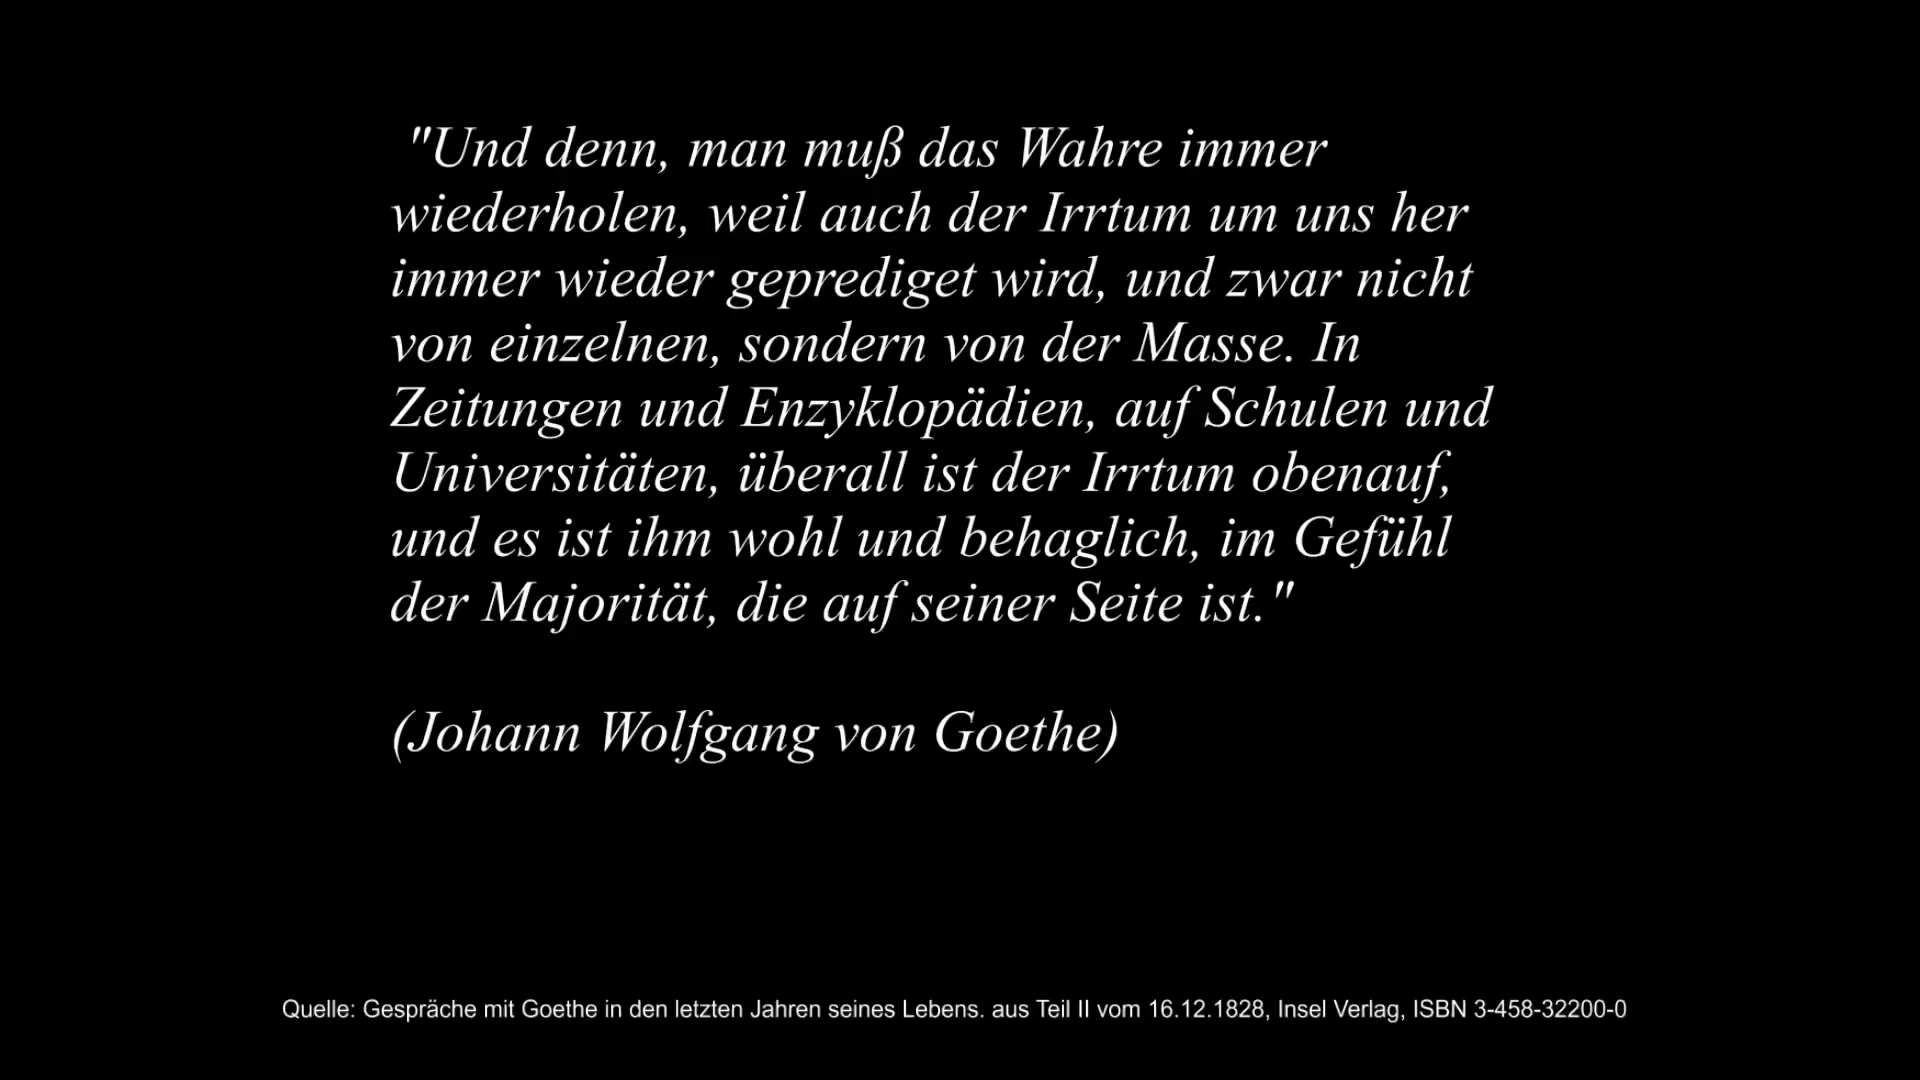 "Und denn, man muß das Wahre immer
wiederholen, weil auch der Irrtum um uns her
immer wieder geprediget wird, und zwar nicht
von einzelnen, sondern von der Masse. In
Zeitungen und Enzyklopädien, auf Schulen und
Universitäten, überall ist der Irrtum obenauf,
und es ist ihm wohl und behaglich, im Gefühl
der Majorität, die auf seiner Seite ist."
(Johann Wolfgang von Goethe)
Quelle: Gespräche mit Goethe in den letzten Jahren seines Lebens. aus Teil II vom 16.12.1828, Insel Verlag, ISBN 3-458-32200-0